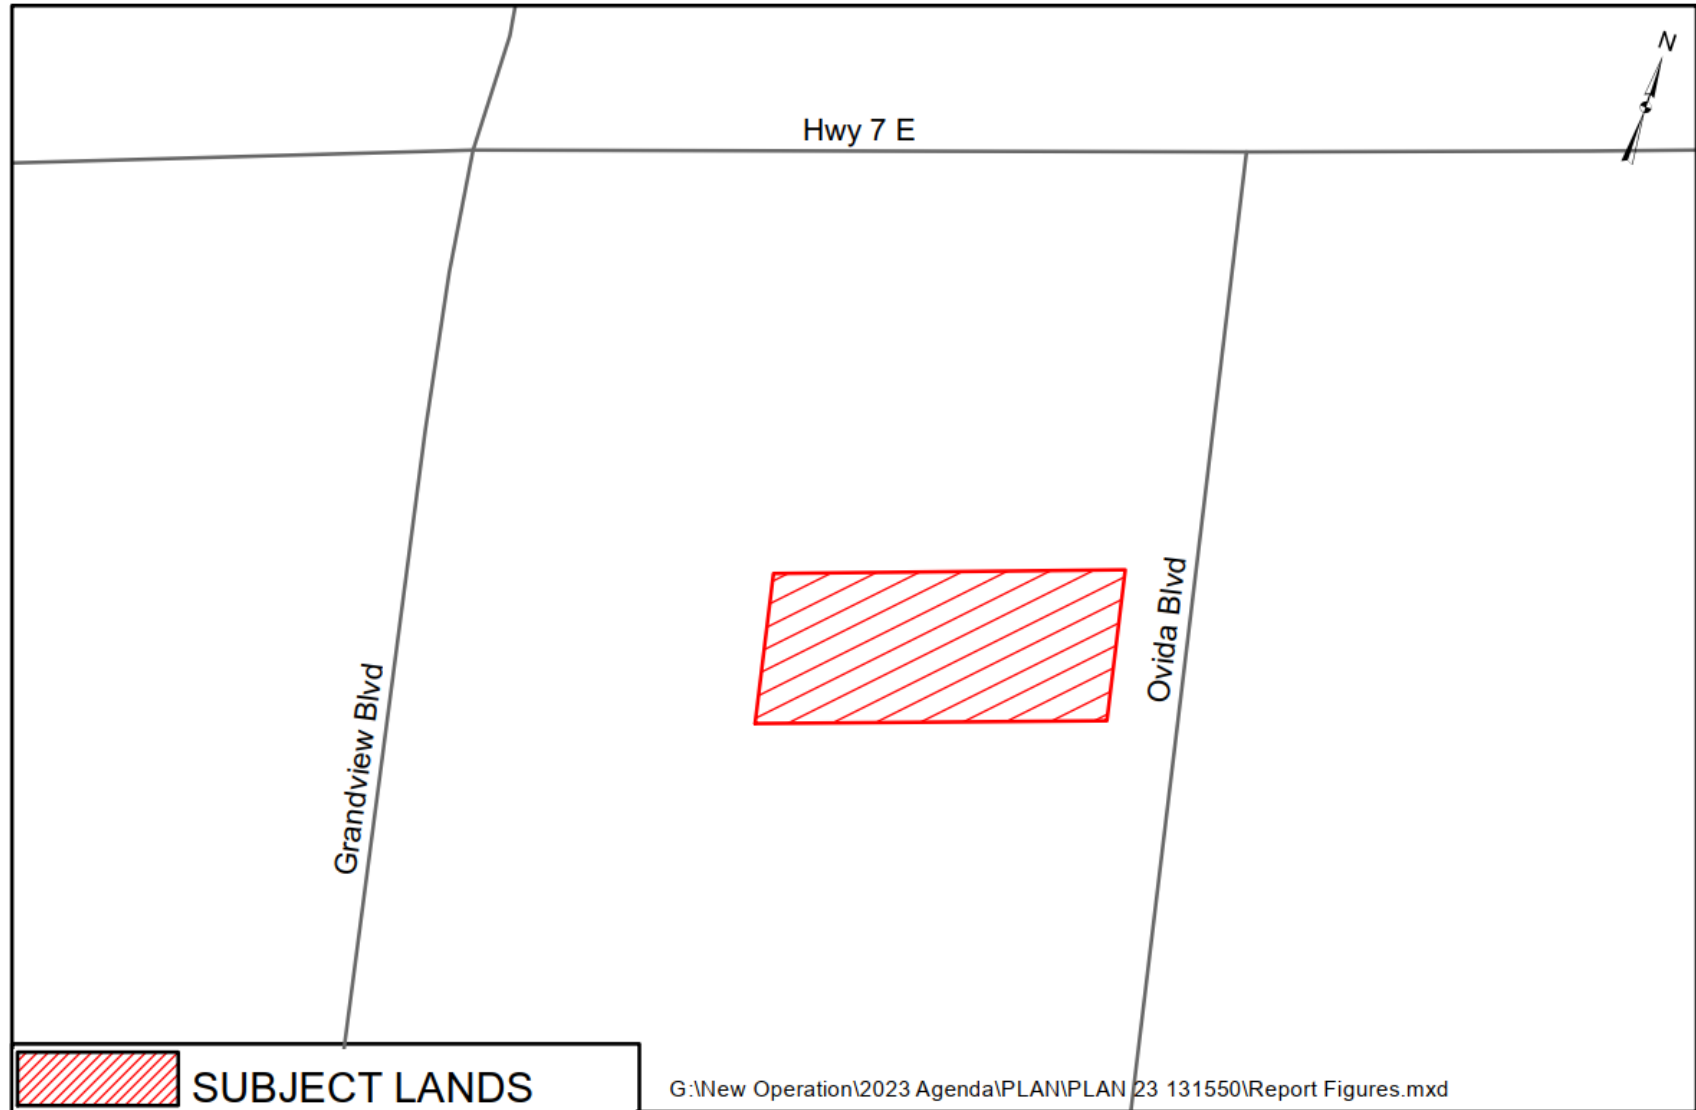 N
Hwy 7 E
Ovida Blvd
Grandview Blvd
SUBJECT LANDS
G:\New Operation\2023 Agenda\PLAN\PLAN 23 131550\Report Figures.mxd